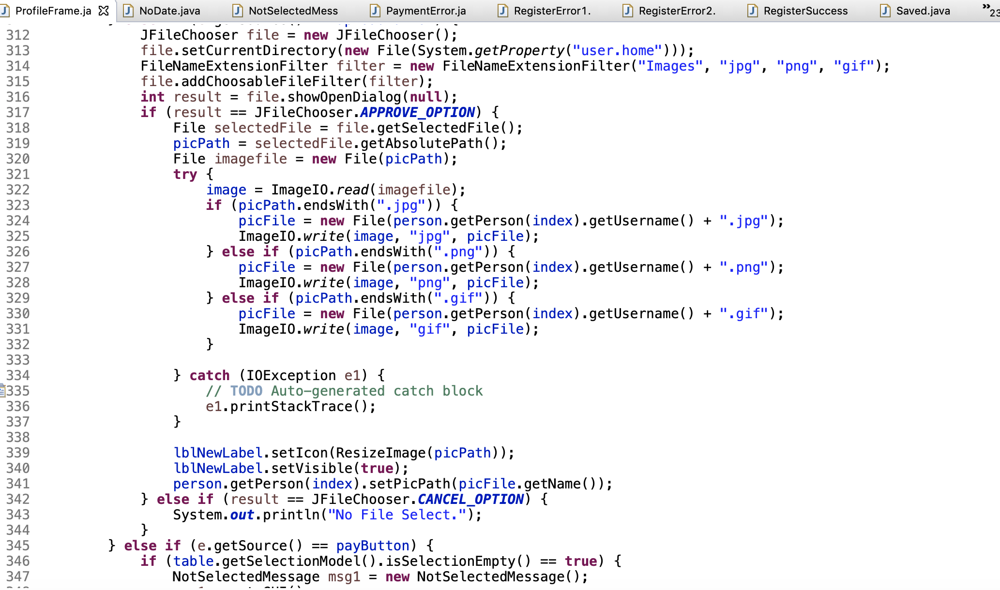 ProfileFrame.ja NoDate.java NotSelectedMess PaymentError.ja RegisterError1. RegisterError2. RegisterSuccess Saved.java »23
312 JFileChooser file = new JFileChooser();
313 file.setCurrentDirectory(new File(System.getProperty("user.home")));
314 FileNameExtensionFilter filter = new FileNameExtensionFilter("Images", "jpg", "png", "gif");
315 file.addChoosableFileFilter(filter);
316 int result = file.showOpenDialog(null);
317 if (result == JFileChooser.APPROVE_OPTION) {
318 File selectedFile = file.getSelectedFile();
319 picPath = selectedFile.getAbsolutePath();
320 File imagefile = new File(picPath);
321 try {
322 image = ImageIO.read(imagefile);
323 if (picPath.endsWith(".jpg")) {
324 picFile = new File(person.getPerson(index).getUsername() + ".jpg");
325 ImageIO.write(image, "jpg", picFile);
326 } else if (picPath.endsWith(".png")) {
327 picFile = new File(person.getPerson(index).getUsername() + ".png");
328 ImageIO.write(image, "png", picFile);
329 } else if (picPath.endsWith(".gif")) {
330 picFile = new File(person.getPerson(index).getUsername() + ".gif");
331 ImageIO.write(image, "gif", picFile);
332 }
333
334 } catch (IOException e1) {
335 // TODO Auto-generated catch block
336 e1.printStackTrace();
337 }
338
339 lblNewLabel.setIcon(ResizeImage(picPath));
340 lblNewLabel.setVisible(true);
341 person.getPerson(index).setPicPath(picFile.getName());
342 } else if (result == JFileChooser.CANCEL_OPTION) {
343 System.out.println("No File Select.");
344 }
345 } else if (e.getSource() == payButton) {
346 if (table.getSelectionModel().isSelectionEmpty() == true) {
347 NotSelectedMessage msg1 = new NotSelectedMessage();